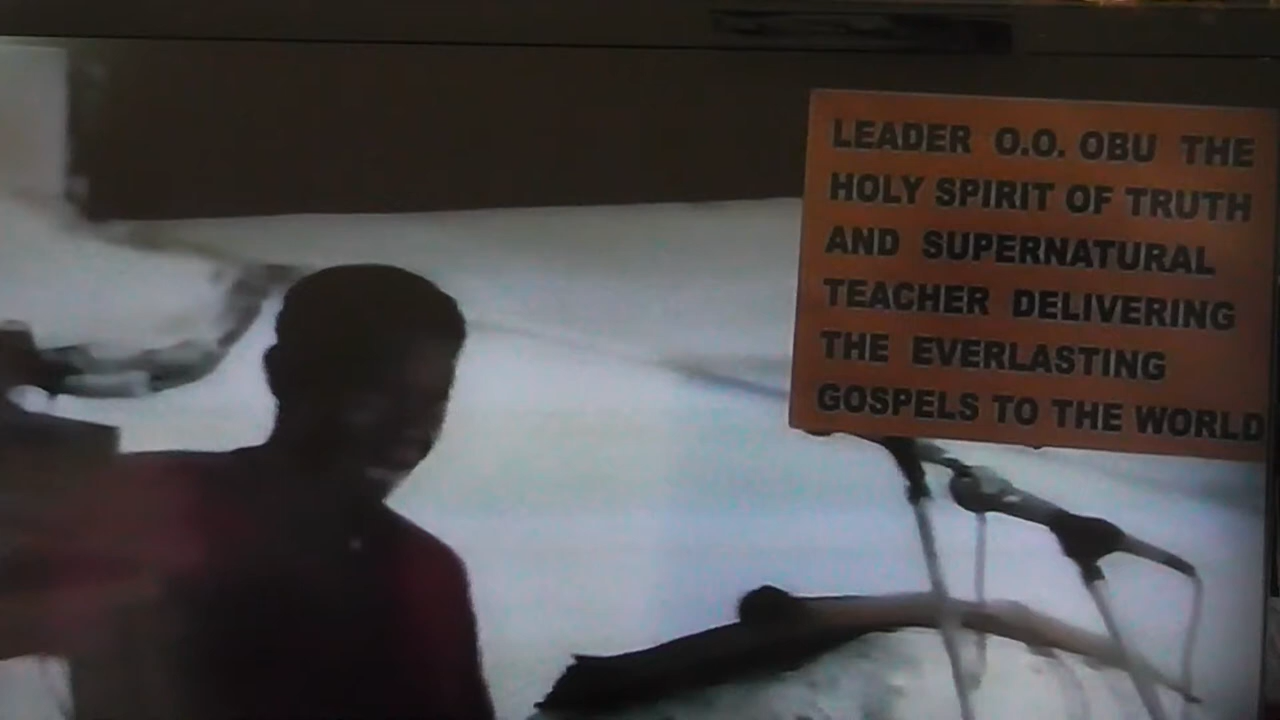 LEADER O.O. OBU THE
HOLY SPIRIT OF TRUTH
AND SUPERNATURAL
TEACHER DELIVERING
THE EVERLASTING
GOSPELS TO THE WORLD